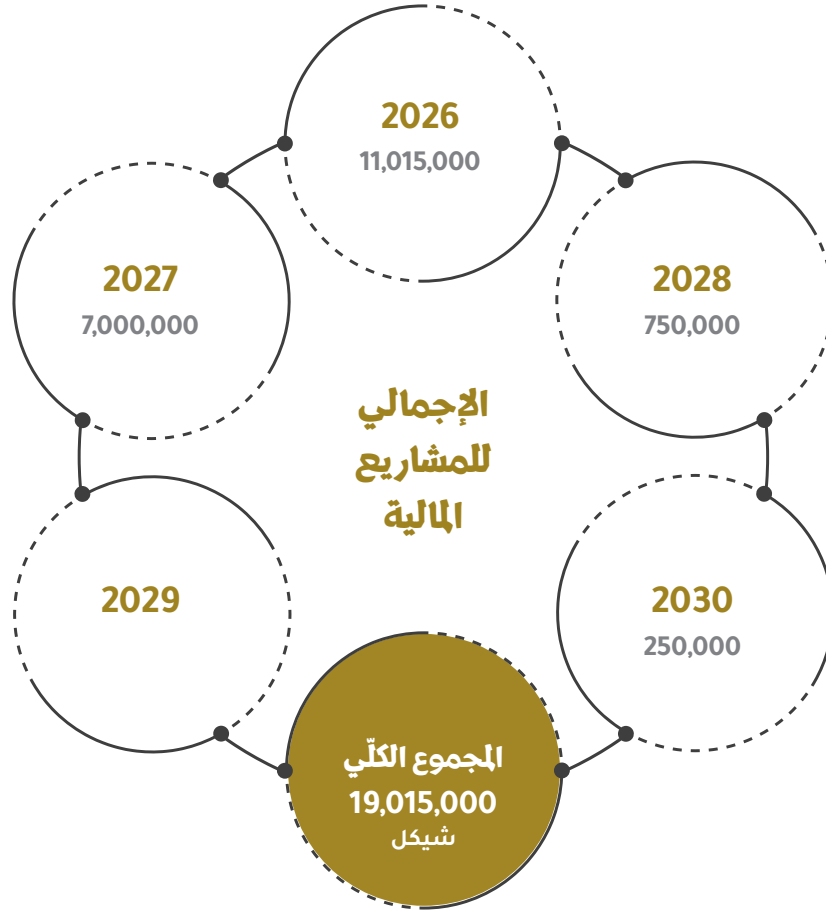 2026
11,015,000
2027
7,000,000
2028
750,000
الإجمالي
للمشاريع
المالية
2029
2030
250,000
المجموع الكلّي
19,015,000
شيكل